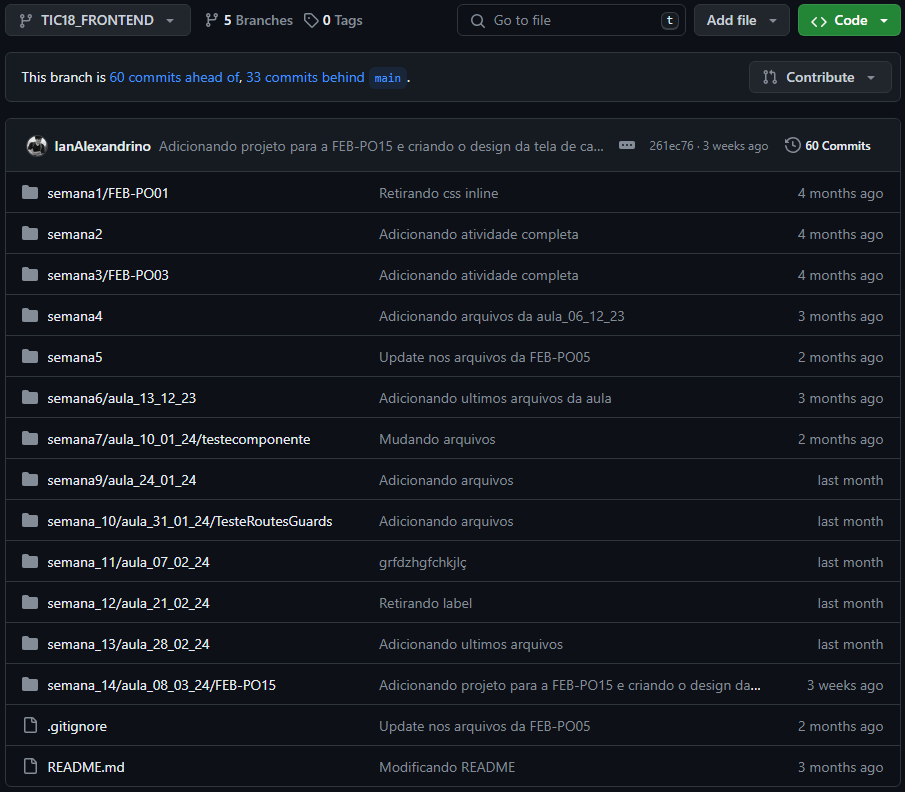 TIC18_FRONTEND 5 Branches 0 Tags Go to file t Add file Code
This branch is 60 commits ahead of, 33 commits behind main . Contribute
IanAlexandrino Adicionando projeto para a FEB-PO15 e criando o design da tela de ca... 261ec76 · 3 weeks ago 60 Commits
semana1/FEB-PO01 Retirando css inline 4 months ago
semana2 Adicionando atividade completa 4 months ago
semana3/FEB-PO03 Adicionando atividade completa 4 months ago
semana4 Adicionando arquivos da aula_06_12_23 3 months ago
semana5 Update nos arquivos da FEB-PO05 2 months ago
semana6/aula_13_12_23 Adicionando ultimos arquivos da aula 3 months ago
semana7/aula_10_01_24/testecomponente Mudando arquivos 2 months ago
semana9/aula_24_01_24 Adicionando arquivos last month
semana_10/aula_31_01_24/TesteRoutesGuards Adicionando arquivos last month
semana_11/aula_07_02_24 grfdzhgfchkjlç last month
semana_12/aula_21_02_24 Retirando label last month
semana_13/aula_28_02_24 Adicionando ultimos arquivos last month
semana_14/aula_08_03_24/FEB-PO15 Adicionando projeto para a FEB-PO15 e criando o design da... 3 weeks ago
.gitignore Update nos arquivos da FEB-PO05 2 months ago
README.md Modificando README 3 months ago